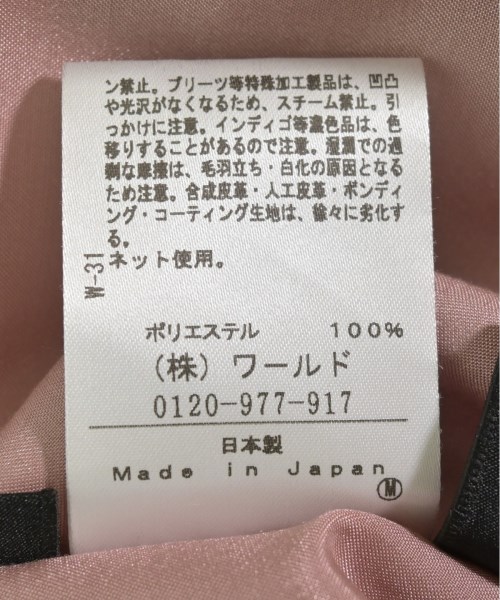 ン禁止。プリーツ等特殊加工製品は、凹凸
や光沢がなくなるため、スチーム禁止。引
っかけに注意。インディゴ等濃色品は、色
移りすることがあるので注意。湿潤での過
剰な摩擦は、毛羽立ち・白化の原因となる
ため注意。合成皮革・人工皮革・ボンディ
ング・コーティング生地は、徐々に劣化す
る。
ネット使用。
W-31
ポリエステル 100%
(株) ワールド
0120-977-917
日本製
Made in Japan
M